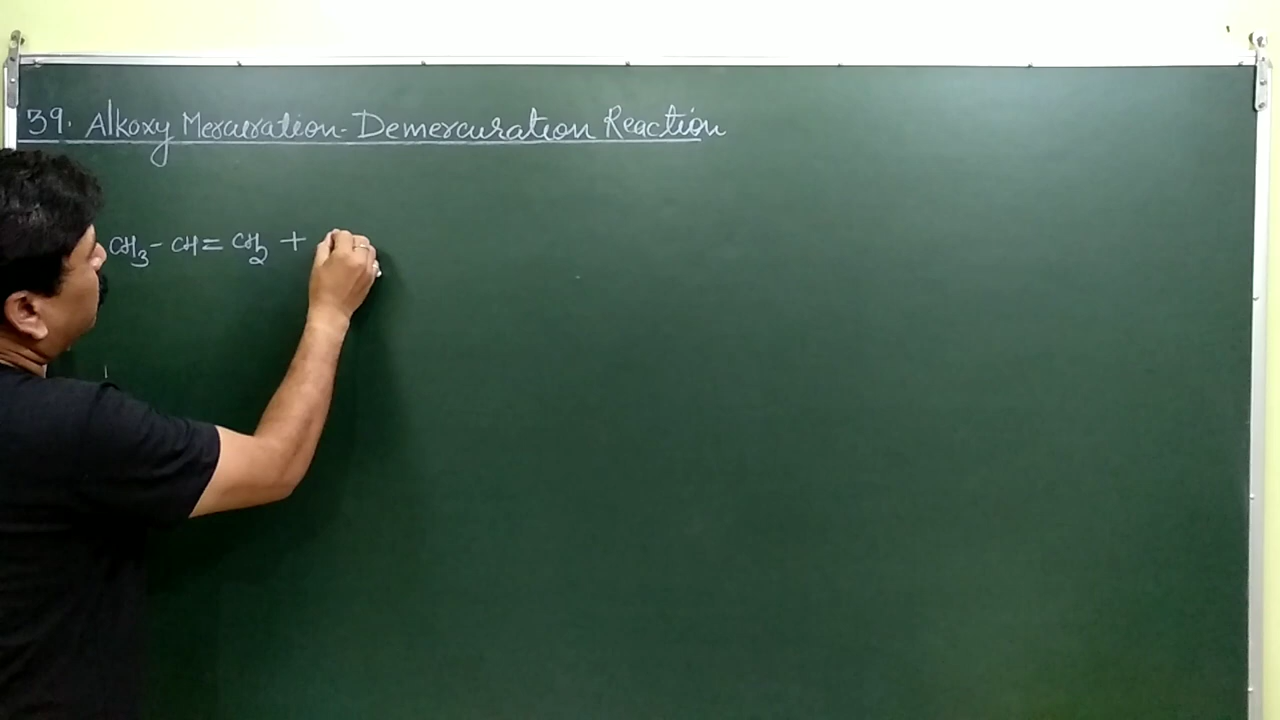 39. Alkoxy Mercuration-Demercuration Reaction
CH3 - CH = CH2 +